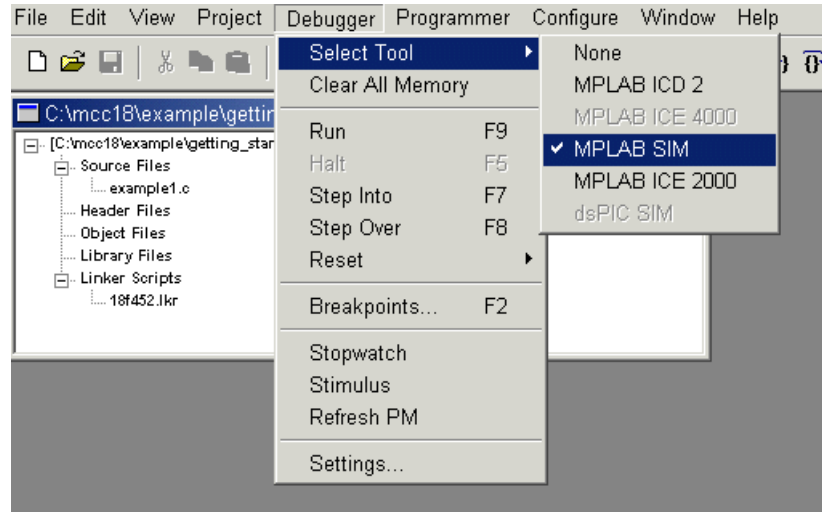 File Edit View Project Debugger Programmer Configure Window Help
Select Tool
Clear All Memory
Run F9
Halt F5
Step Into F7
Step Over F8
Reset
Breakpoints... F2
Stopwatch
Stimulus
Refresh PM
Settings...
None
MPLAB ICD 2
MPLAB ICE 4000
MPLAB SIM
MPLAB ICE 2000
dsPIC SIM
C:\mcc18\example\gettin
[C:\mcc18\example\getting_star
Source Files
example1.c
Header Files
Object Files
Library Files
Linker Scripts
18f452.lkr